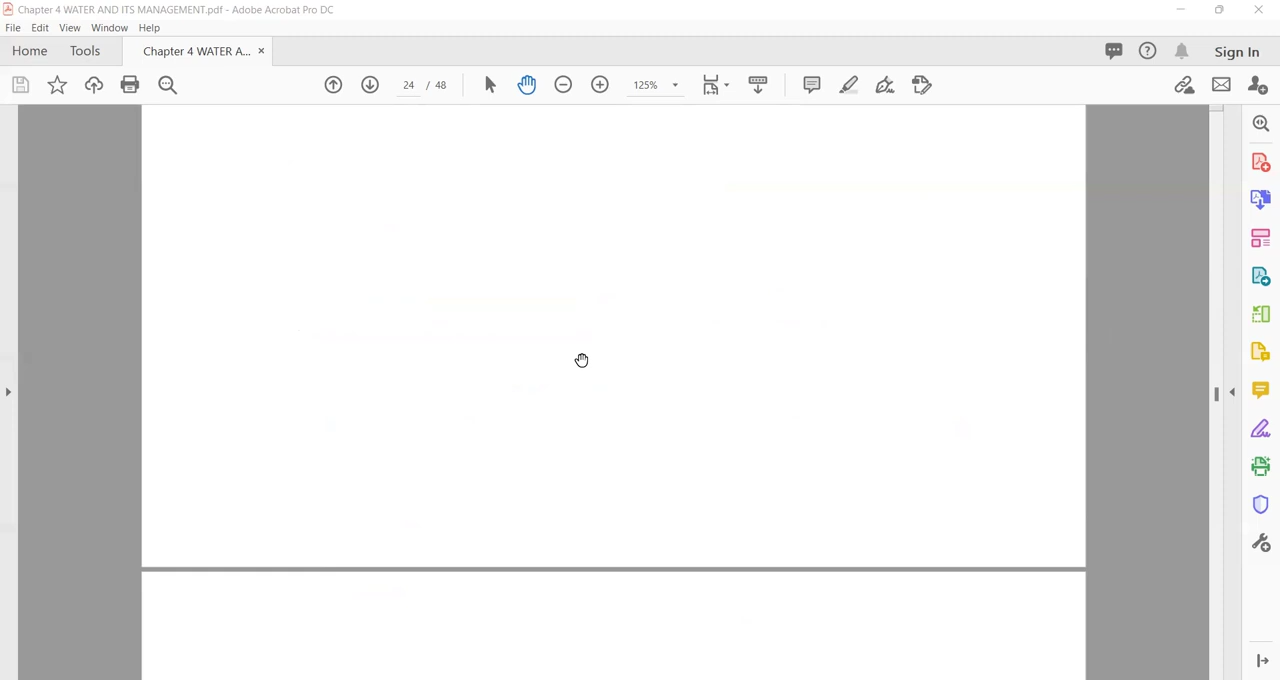 Chapter 4 WATER AND ITS MANAGEMENT.pdf - Adobe Acrobat Pro DC
File Edit View Window Help
Home Tools Chapter 4 WATER A... × Sign In
24 / 48 125%